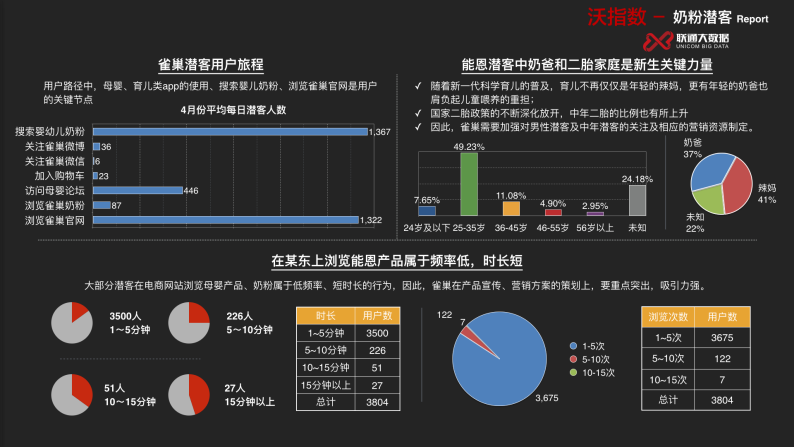 沃指数 – 奶粉潜客 Report
联通大数据
UNICOM BIG DATA
雀巢潜客用户旅程
用户路径中，母婴、育儿类app的使用、搜索婴幼儿奶粉、浏览雀巢官网是用户
的关键节点
4月份平均每日潜客人数
搜索婴幼儿奶粉 1,367
关注雀巢微博 36
关注雀巢微信 6
加入购物车 23
访问母婴论坛 446
浏览雀巢奶粉 87
浏览雀巢官网 1,322
能恩潜客中奶爸和二胎家庭是新生关键力量
✓ 随着新一代科学育儿的普及，育儿不再仅仅是年轻的辣妈，更有年轻的奶爸也
肩负起儿童喂养的重担；
✓ 国家二胎政策的不断深化放开，中年二胎的比例也有所上升
✓ 因此，雀巢需要加强对男性潜客及中年潜客的关注及相应的营销资源制定。
7.65% 49.23% 11.08% 4.90% 2.95% 24.18%
24岁及以下 25-35岁 36-45岁 46-55岁 56岁以上 未知
奶爸
37%
辣妈
41%
未知
22%
在某东上浏览能恩产品属于频率低，时长短
大部分潜客在电商网站浏览母婴产品、奶粉属于低频率、短时长的行为，因此，雀巢在产品宣传、营销方案的策划上，要重点突出，吸引力强。
3500人
1～5分钟
226人
5～10分钟
51人
10～15分钟
27人
15分钟以上
时长 用户数
1~5分钟 3500
5~10分钟 226
10~15分钟 51
15分钟以上 27
总计 3804
122
7
3,675
1-5次
5-10次
10-15次
浏览次数 用户数
1~5次 3675
5~10次 122
10~15次 7
总计 3804